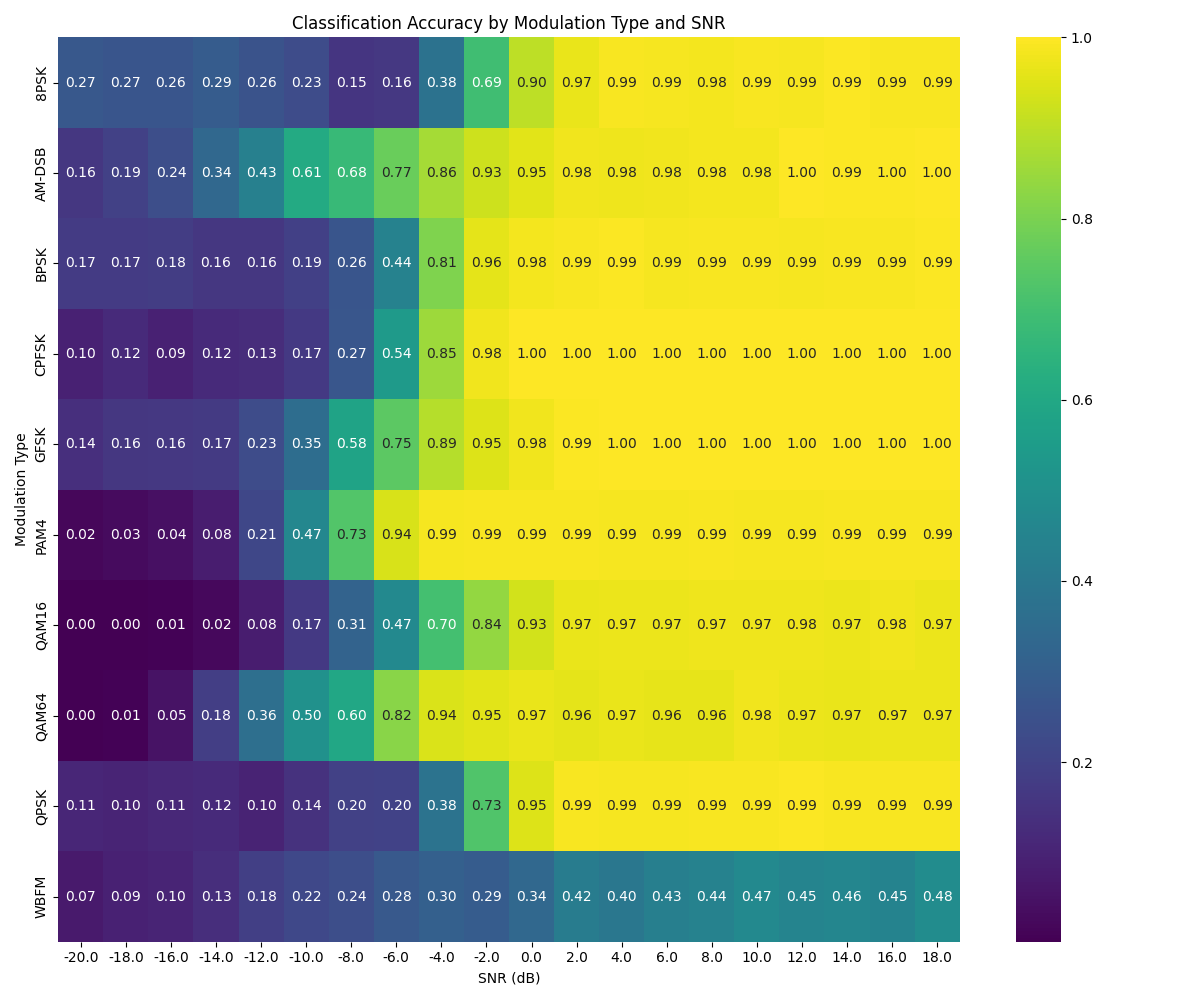 Classification Accuracy by Modulation Type and SNR
8PSK 0.27 0.27 0.26 0.29 0.26 0.23 0.15 0.16 0.38 0.69 0.90 0.97 0.99 0.99 0.98 0.99 0.99 0.99 0.99 0.99
AM-DSB 0.16 0.19 0.24 0.34 0.43 0.61 0.68 0.77 0.86 0.93 0.95 0.98 0.98 0.98 0.98 0.98 1.00 0.99 1.00 1.00
BPSK 0.17 0.17 0.18 0.16 0.16 0.19 0.26 0.44 0.81 0.96 0.98 0.99 0.99 0.99 0.99 0.99 0.99 0.99 0.99 0.99
CPFSK 0.10 0.12 0.09 0.12 0.13 0.17 0.27 0.54 0.85 0.98 1.00 1.00 1.00 1.00 1.00 1.00 1.00 1.00 1.00 1.00
GFSK 0.14 0.16 0.16 0.17 0.23 0.35 0.58 0.75 0.89 0.95 0.98 0.99 1.00 1.00 1.00 1.00 1.00 1.00 1.00 1.00
PAM4 0.02 0.03 0.04 0.08 0.21 0.47 0.73 0.94 0.99 0.99 0.99 0.99 0.99 0.99 0.99 0.99 0.99 0.99 0.99 0.99
QAM16 0.00 0.00 0.01 0.02 0.08 0.17 0.31 0.47 0.70 0.84 0.93 0.97 0.97 0.97 0.97 0.97 0.98 0.97 0.98 0.97
QAM64 0.00 0.01 0.05 0.18 0.36 0.50 0.60 0.82 0.94 0.95 0.97 0.96 0.97 0.96 0.96 0.98 0.97 0.97 0.97 0.97
QPSK 0.11 0.10 0.11 0.12 0.10 0.14 0.20 0.20 0.38 0.73 0.95 0.99 0.99 0.99 0.99 0.99 0.99 0.99 0.99 0.99
WBFM 0.07 0.09 0.10 0.13 0.18 0.22 0.24 0.28 0.30 0.29 0.34 0.42 0.40 0.43 0.44 0.47 0.45 0.46 0.45 0.48
-20.0 -18.0 -16.0 -14.0 -12.0 -10.0 -8.0 -6.0 -4.0 -2.0 0.0 2.0 4.0 6.0 8.0 10.0 12.0 14.0 16.0 18.0
SNR (dB)
Modulation Type
1.0
0.8
0.6
0.4
0.2